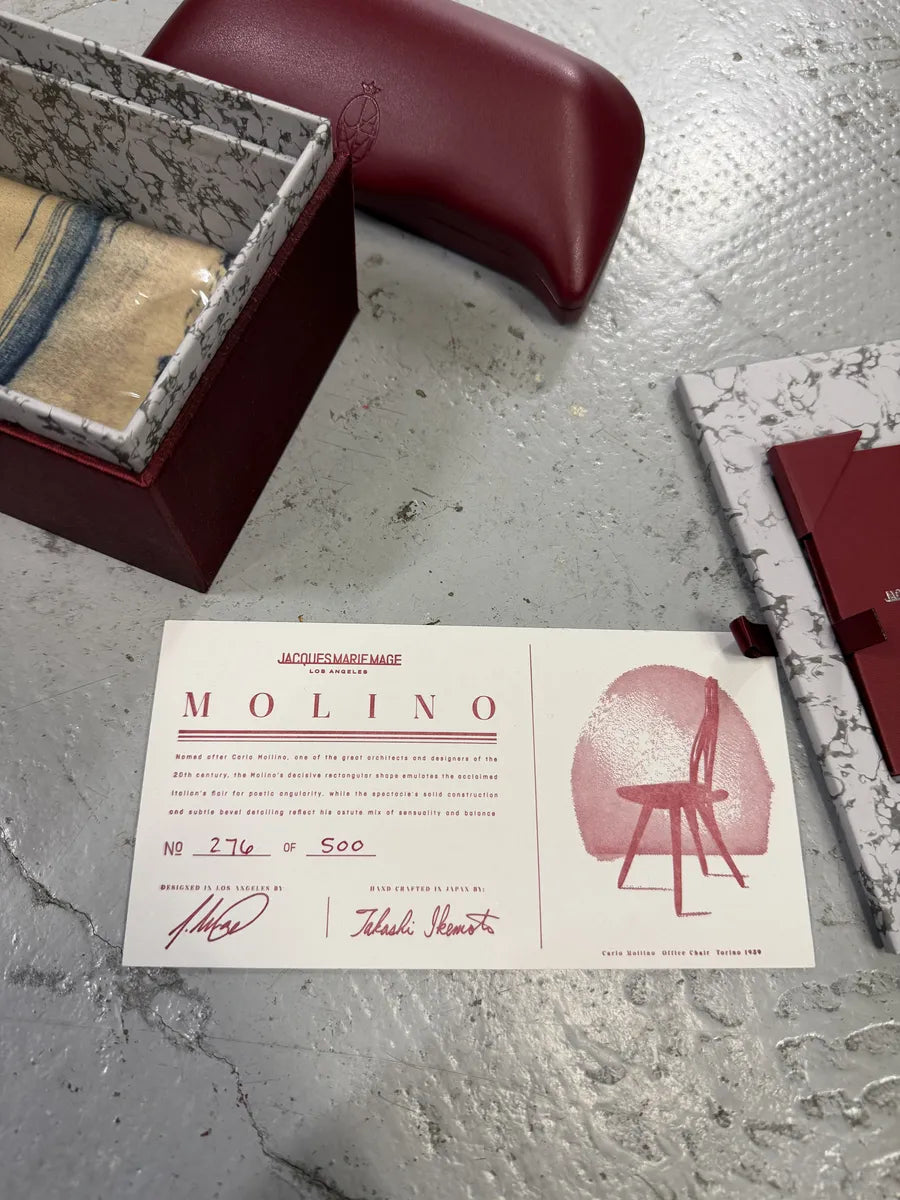 JACQUES MARIE MAGE
LOS ANGELES
MOLINO
Named after Carlo Mollino, one of the great architects and designers of the
20th century, the Molino's decisive rectangular shape emulates the acclaimed
Italian's flair for poetic angularity, while the spectacle's solid construction
and subtle bevel detailing reflect his astute mix of sensuality and balance
Nº 276 OF 500
DESIGNED IN LOS ANGELES BY
HAND CRAFTED IN JAPAN BY:
Takashi Ikemoto
Carlo Mollino Office Chair Torino 1959